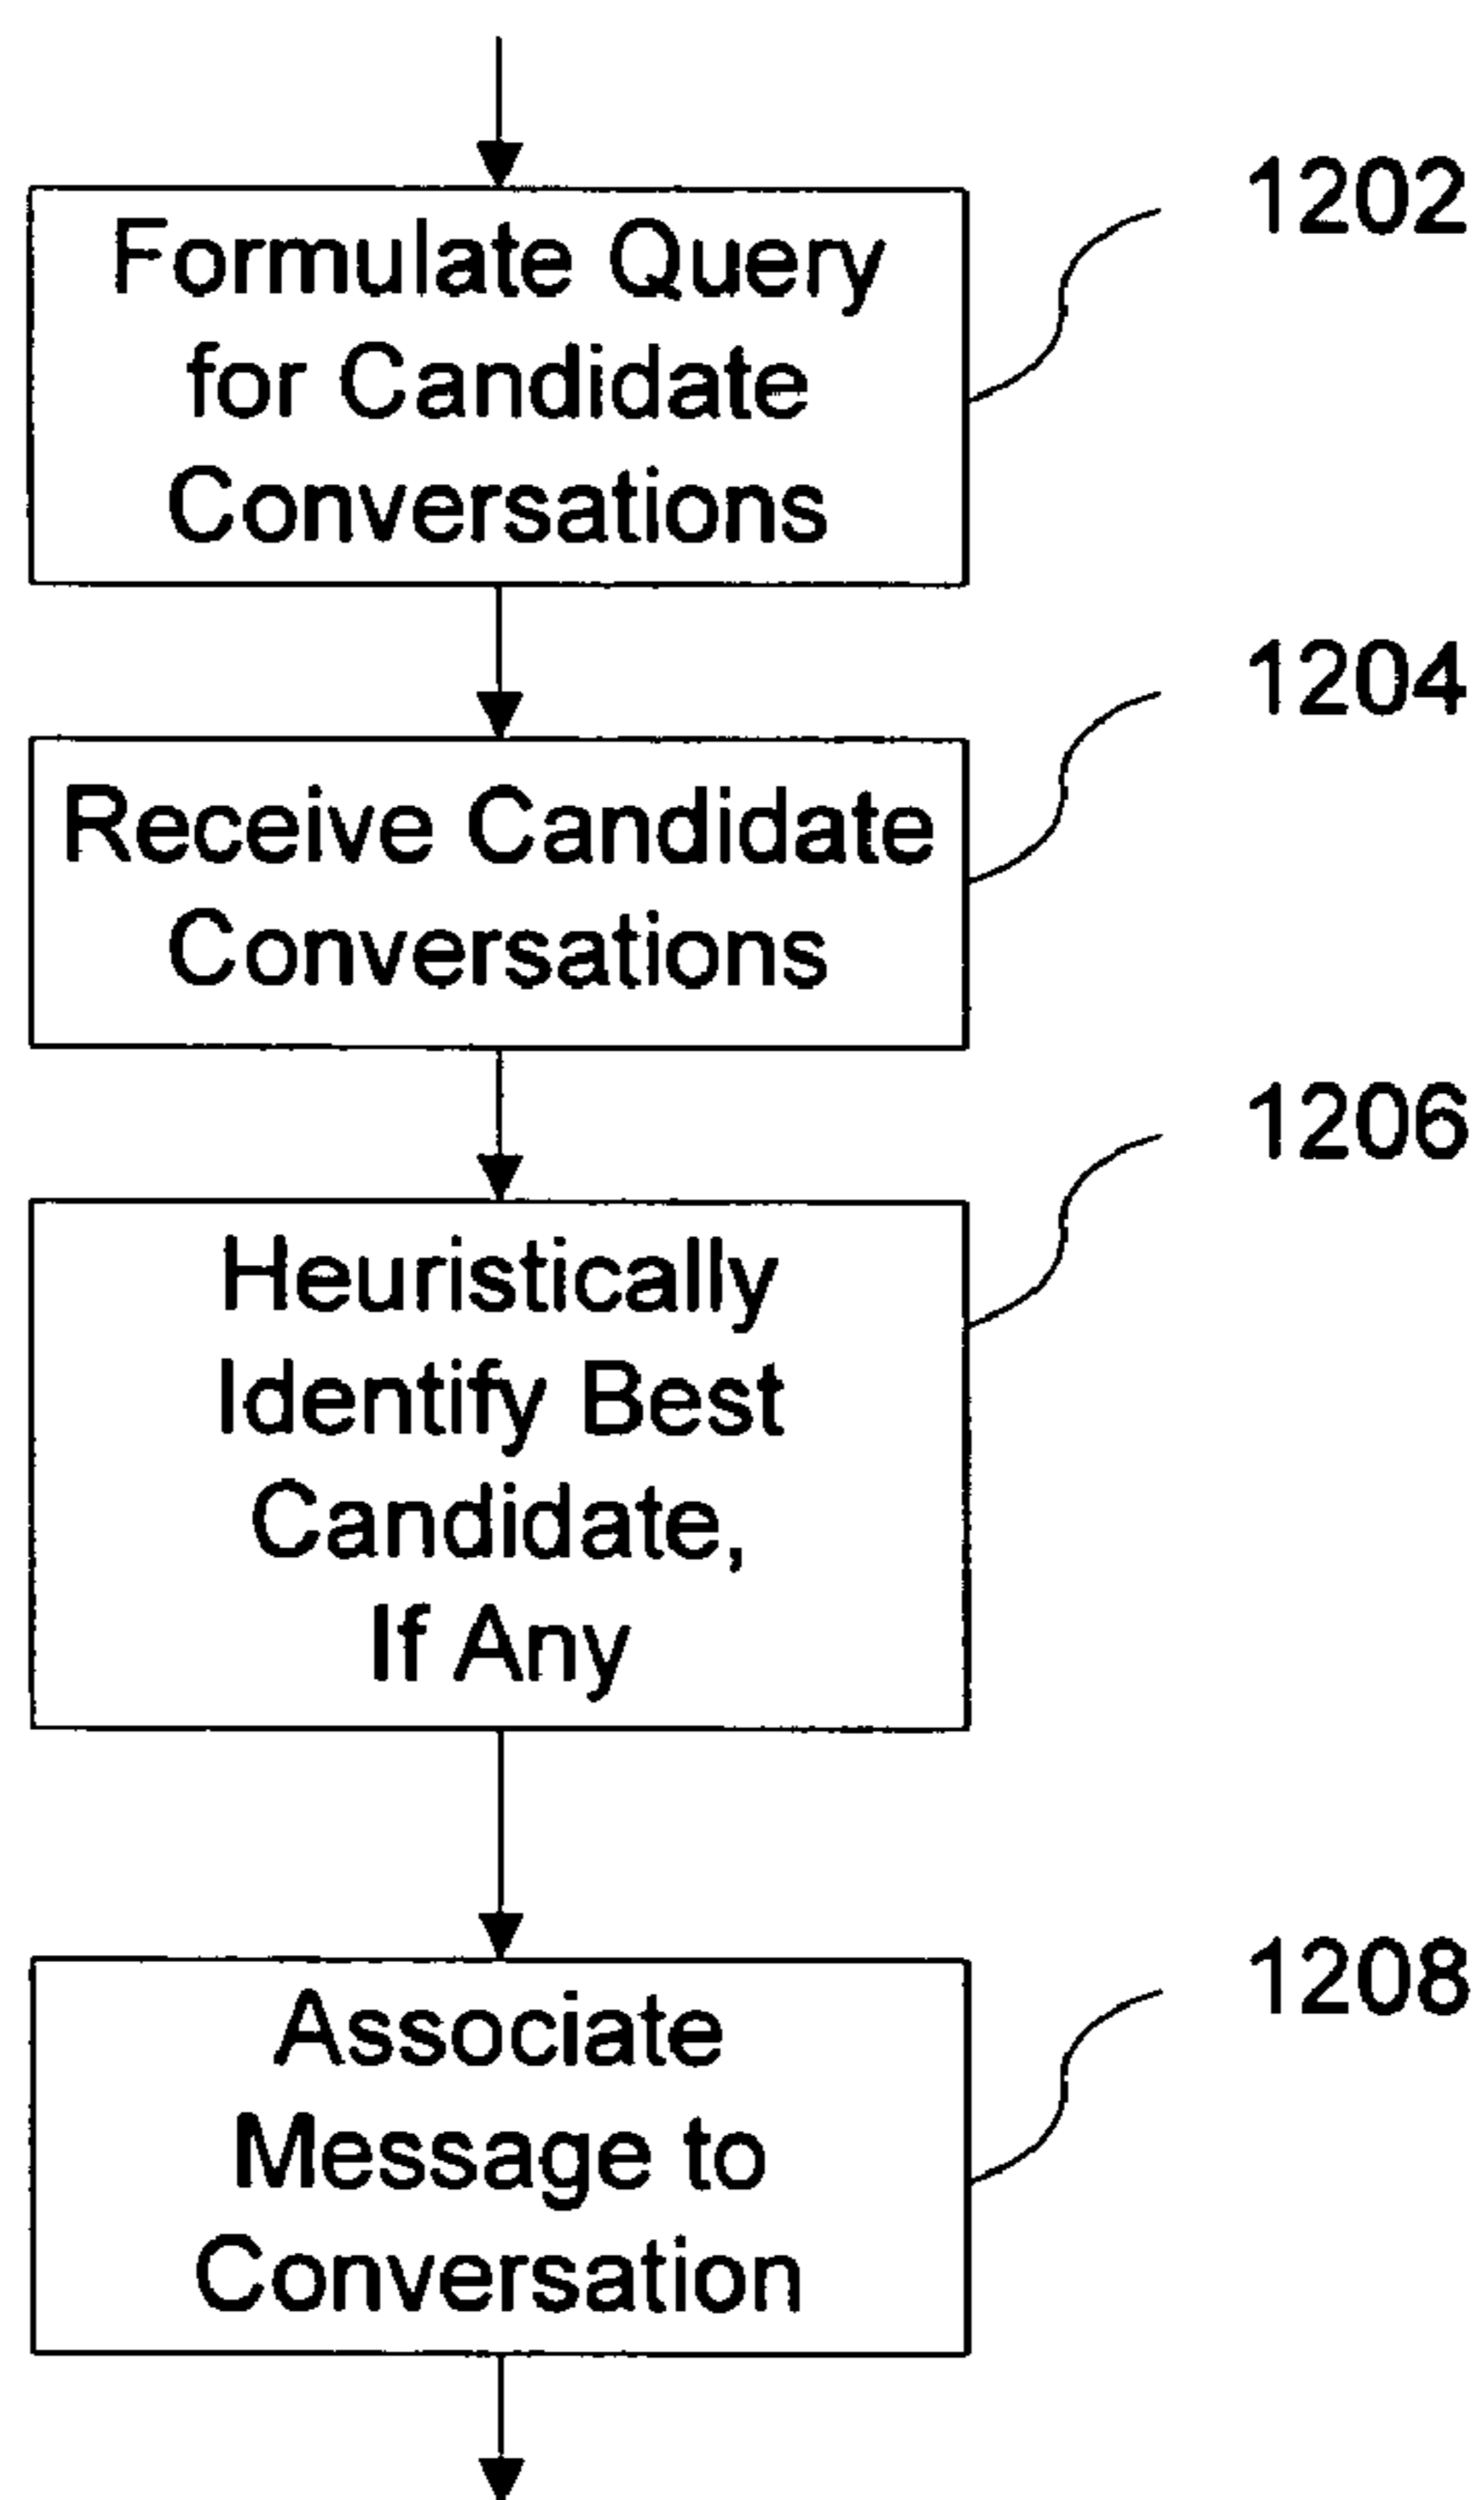 1202
Formulate Query
for Candidate
Conversations
1204
Receive Candidate
Conversations
1206
Heuristically
Identify Best
Candidate,
If Any
1208
Associate
Message to
Conversation